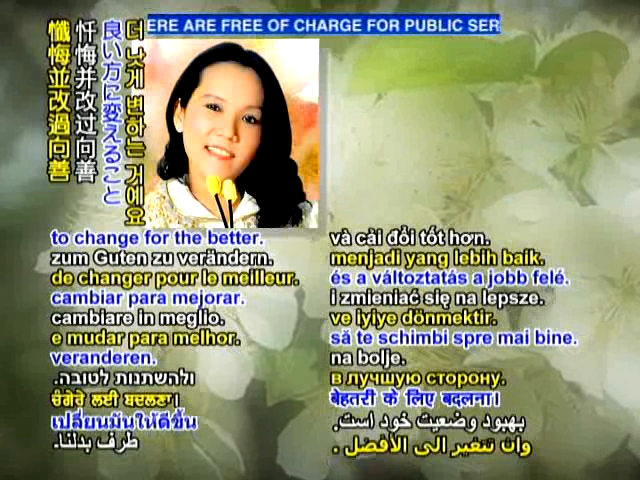 ERE ARE FREE OF CHARGE FOR PUBLIC SER
더 낫게 변하는 거예요
良い方に変えること
忏悔并改过向善
懺悔並改過向善
to change for the better.
zum Guten zu verändern.
de changer pour le meilleur.
cambiar para mejorar.
cambiare in meglio.
e mudar para melhor.
veranderen.
ולהשתנות לטובה.
ਚੰਗੇਰੇ ਲਈ ਬਦਲਣਾ।
เปลี่ยนมันให้ดีขึ้น
طرف بدلنا.
và cải đổi tốt hơn.
menjadi yang lebih baik.
és a változtatás a jobb felé.
i zmieniać się na lepsze.
ve iyiye dönmektir.
să te schimbi spre mai bine.
na bolje.
в лучшую сторону.
बेहतरी के लिए बदलना।
بهبود وضعیت خود است.
وان تتغير الى الأفضل .